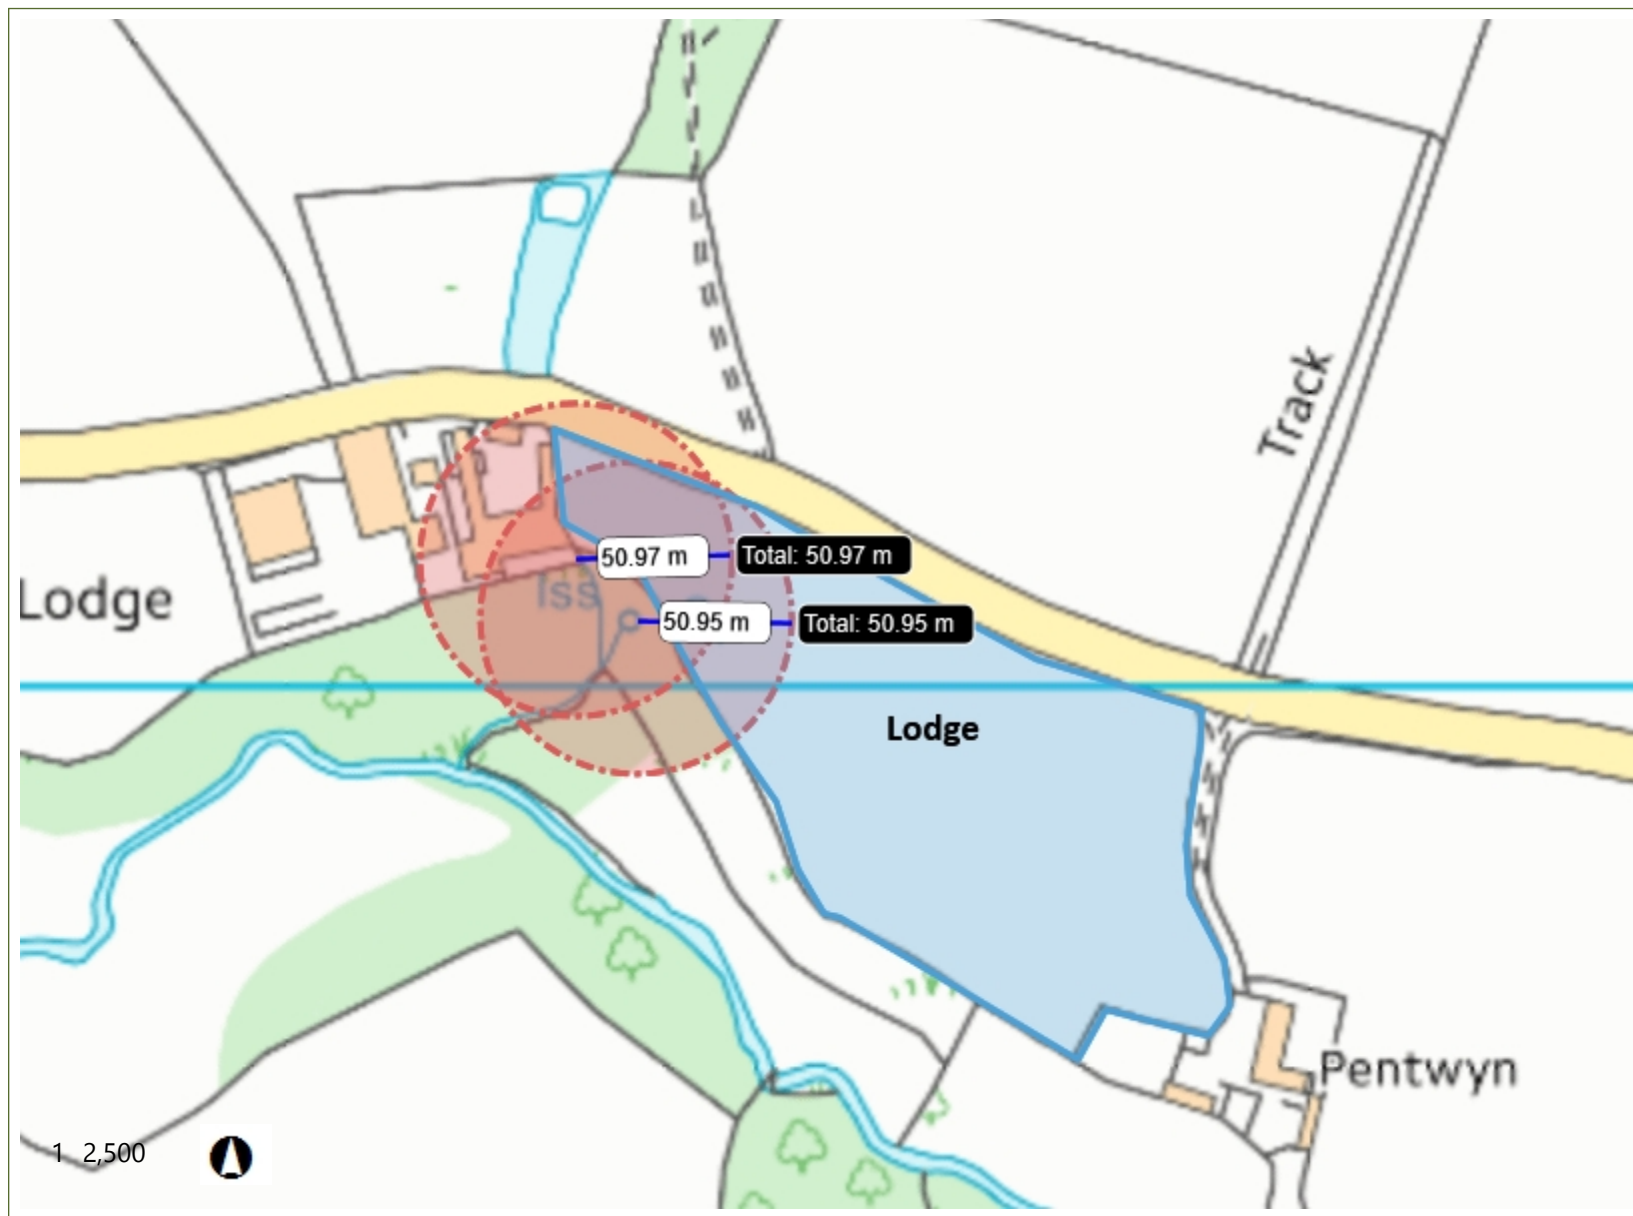 Track
50.97 m
Total: 50.97 m
Lodge
Iss
50.95 m
Total: 50.95 m
Lodge
Pentwyn
1 2,500